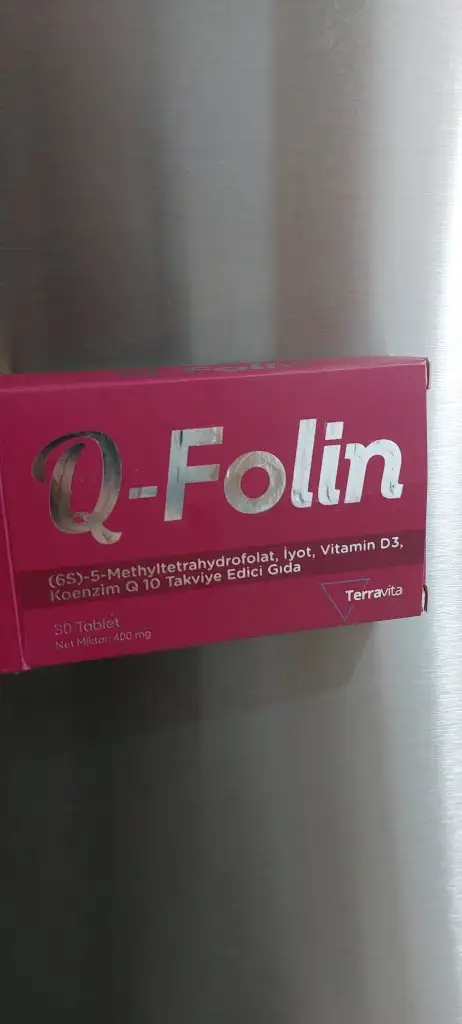 Q-Folin
(6S)-5-Methyltetrahydrofolat, İyot, Vitamin D3,
Koenzim Q 10 Takviye Edici Gıda
Terravita
30 Tablet
Net Miktar: 400 mg